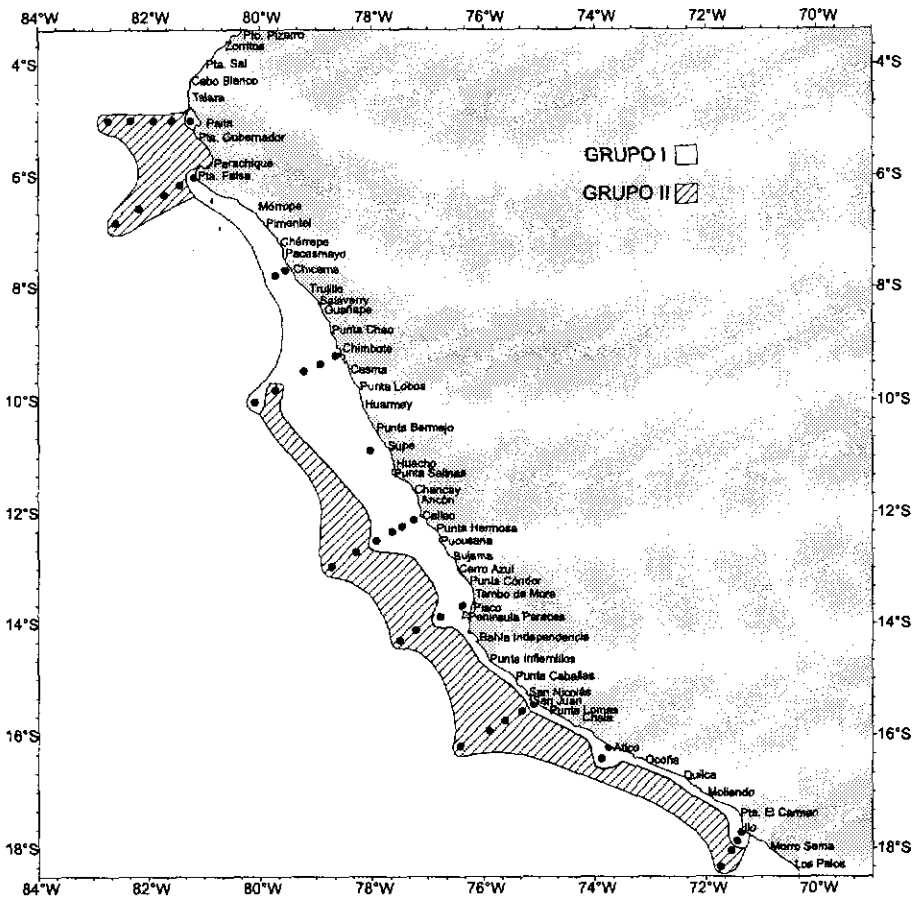 84°W 82°W 80°W 78°W 76°W 74°W 72°W 70°W
Pto. Pizarro
Zorritos
4°S 4°S
Pta. Sal
Cabo Blanco
Talara
Paita
Pta. Gubernador
GRUPO I
Parachique
6°S 6°S
Pta. Falsa
GRUPO II
Mórrope
Pimentel
Chérrepe
Pacasmayo
Chicama
8°S 8°S
Trujillo
Salaverry
Guañape
Punta Chao
Chimbote
Casma
Punta Lobos
10°S 10°S
Huarmey
Punta Bermejo
Supe
Huacho
Punta Salinas
Chancay
Ancón
12°S 12°S
Callao
Punta Hermosa
Pucusana
Bujama
Cerro Azul
Punta Cóndor
Tambo de Mora
Pisco
Peninsula Paracas
14°S 14°S
Bahía Independencia
Punta Infiernillos
Punta Caballas
San Nicolás
San Juan
Punta Lomas
Chala
16°S 16°S
Atico
Ocoña
Quilca
Mollendo
Pta. El Carmen
Ilo
18°S 18°S
Morro Sama
Los Palos
84°W 82°W 80°W 78°W 76°W 74°W 72°W 70°W